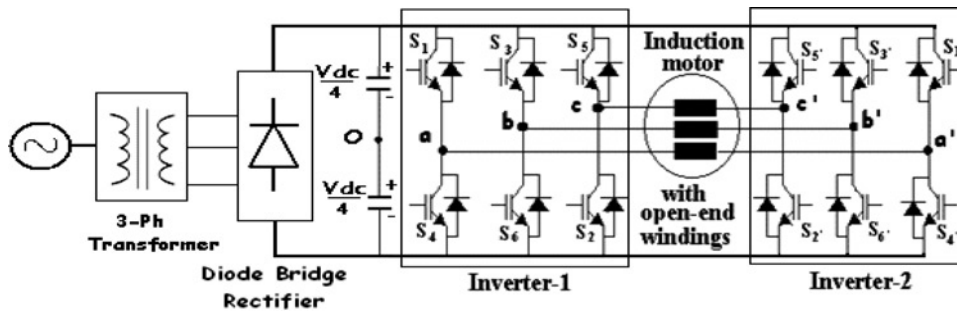 S1
S3
S5
Induction
motor
S5'
S3'
S1
Vdc
4
+
-
c
c'
b
b'
O
a
a'
Vdc
4
+
-
with
open-end
windings
S4
S6
S2
S2'
S6'
S4'
3-Ph
Transformer
Diode Bridge
Rectifier
Inverter-1
Inverter-2